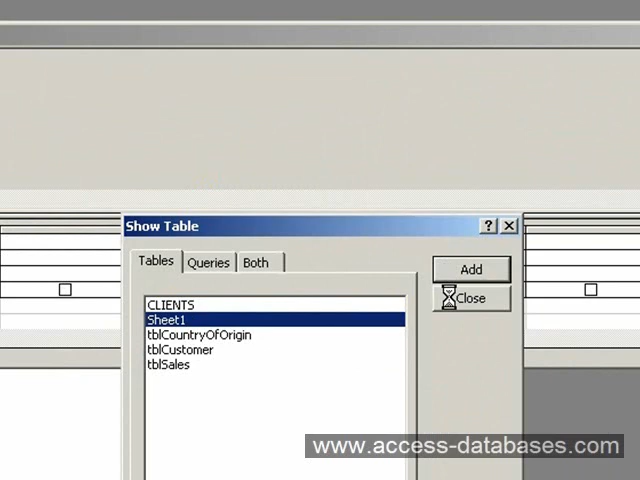 Show Table
Tables
Queries
Both
Add
Close
CLIENTS
Sheet1
tblCountryOfOrigin
tblCustomer
tblSales
www.access-databases.com